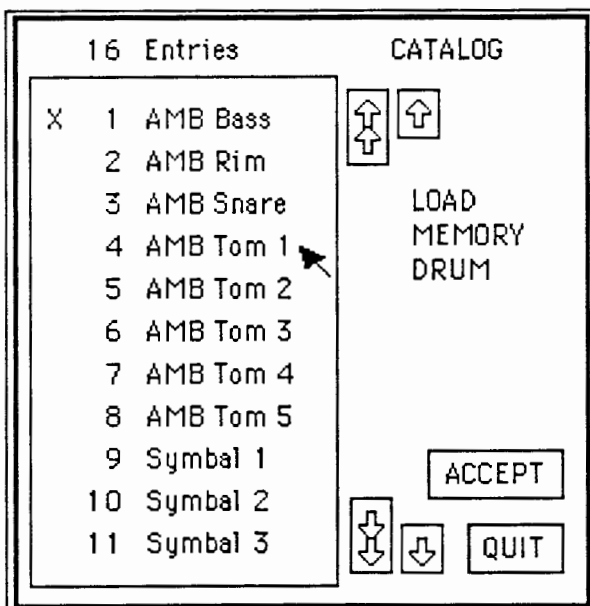 16 Entries
CATALOG
X 1 AMB Bass
2 AMB Rim
3 AMB Snare
4 AMB Tom 1
5 AMB Tom 2
6 AMB Tom 3
7 AMB Tom 4
8 AMB Tom 5
9 Symbal 1
10 Symbal 2
11 Symbal 3
LOAD
MEMORY
DRUM
ACCEPT
QUIT